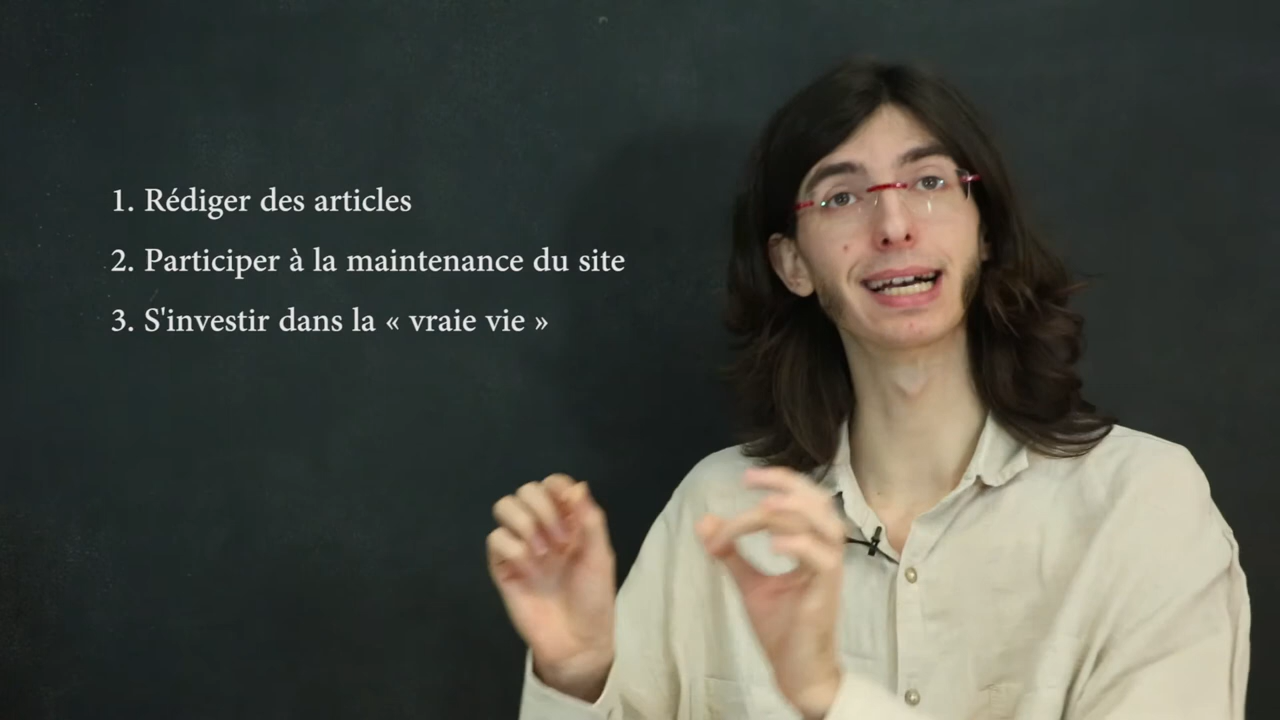 1. Rédiger des articles
2. Participer à la maintenance du site
3. S'investir dans la « vraie vie »